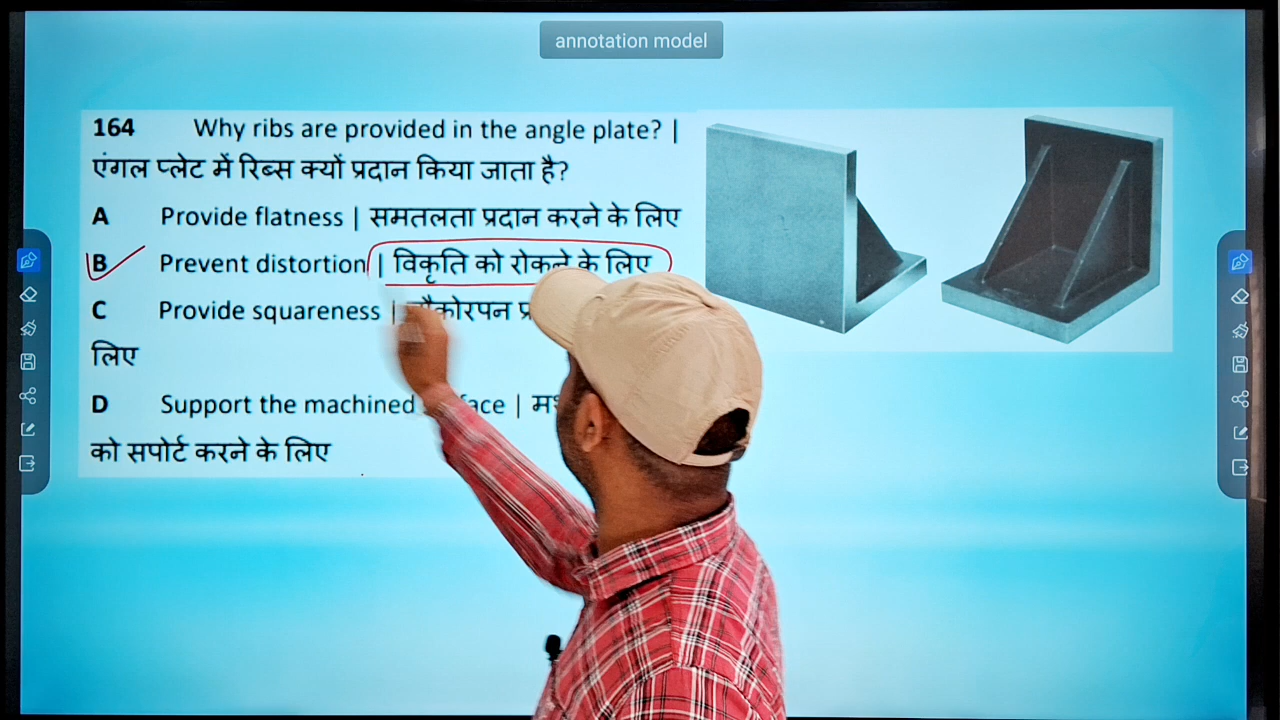 annotation model
164 Why ribs are provided in the angle plate? |
एंगल प्लेट में रिब्स क्यों प्रदान किया जाता है?
A Provide flatness | समतलता प्रदान करने के लिए
B Prevent distortion | विकृति को रोकने के लिए
C Provide squareness |
लिए
D Support the machined |
को सपोर्ट करने के लिए